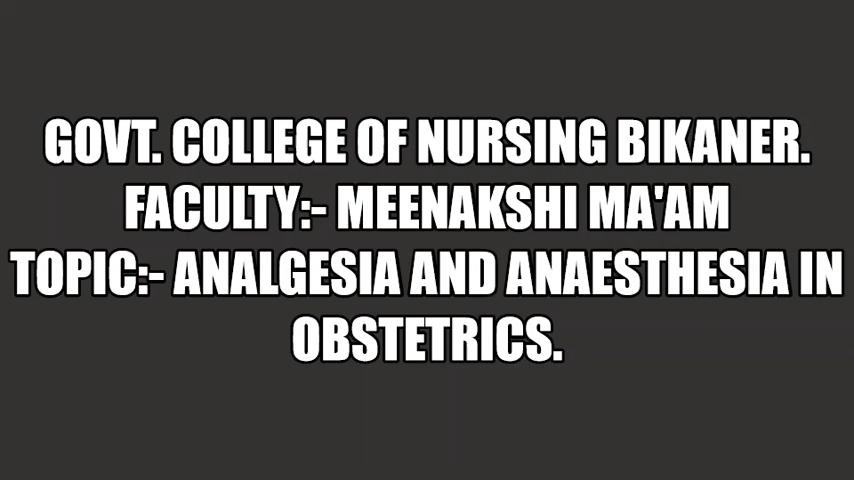 GOVT. COLLEGE OF NURSING BIKANER.
FACULTY:- MEENAKSHI MA'AM
TOPIC:- ANALGESIA AND ANAESTHESIA IN
OBSTETRICS.